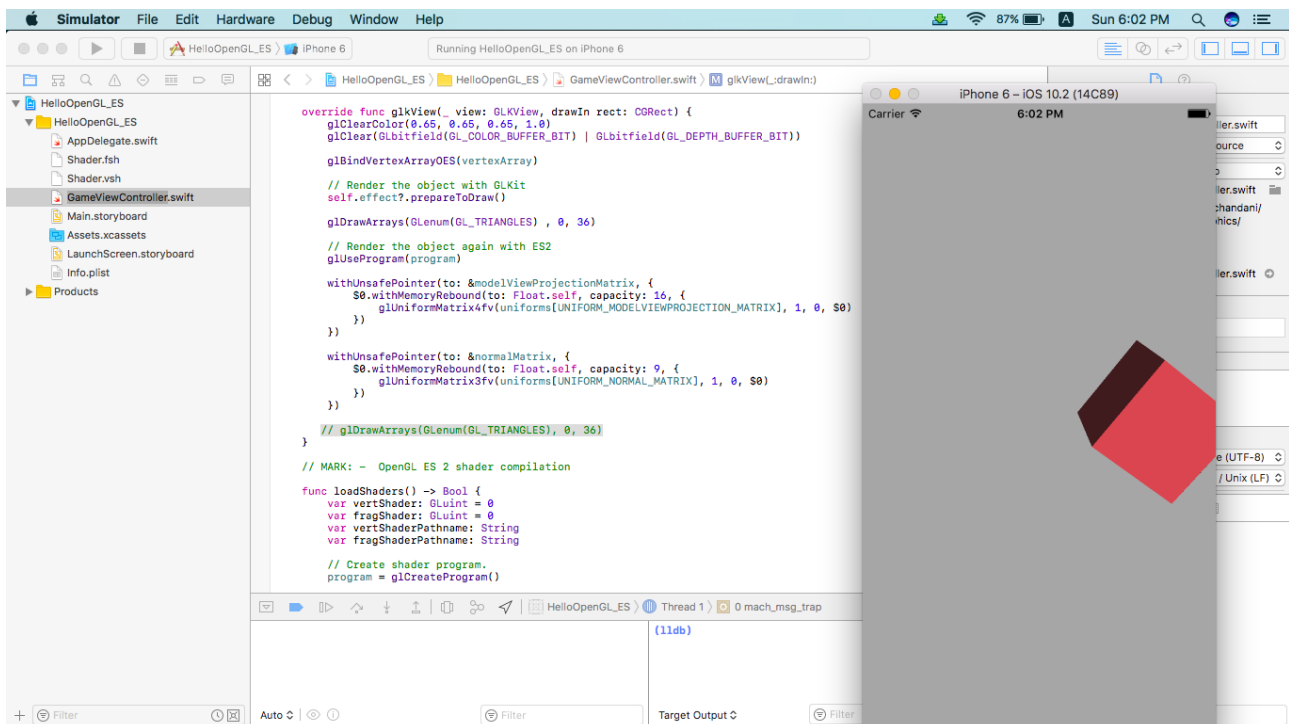 Simulator File Edit Hardware Debug Window Help 87% A Sun 6:02 PM
HelloOpenGL_ES iPhone 6 Running HelloOpenGL_ES on iPhone 6
HelloOpenGL_ES HelloOpenGL_ES GameViewController.swift M glkView(_:drawIn:)
HelloOpenGL_ES
HelloOpenGL_ES
AppDelegate.swift
Shader.fsh
Shader.vsh
GameViewController.swift
Main.storyboard
Assets.xcassets
LaunchScreen.storyboard
Info.plist
Products
Filter
override func glkView(_ view: GLKView, drawIn rect: CGRect) {
glClearColor(0.65, 0.65, 0.65, 1.0)
glClear(GLbitfield(GL_COLOR_BUFFER_BIT) | GLbitfield(GL_DEPTH_BUFFER_BIT))
glBindVertexArrayOES(vertexArray)
// Render the object with GLKit
self.effect?.prepareToDraw()
glDrawArrays(GLenum(GL_TRIANGLES) , 0, 36)
// Render the object again with ES2
glUseProgram(program)
withUnsafePointer(to: &modelViewProjectionMatrix, {
$0.withMemoryRebound(to: Float.self, capacity: 16, {
glUniformMatrix4fv(uniforms[UNIFORM_MODELVIEWPROJECTION_MATRIX], 1, 0, $0)
})
})
withUnsafePointer(to: &normalMatrix, {
$0.withMemoryRebound(to: Float.self, capacity: 9, {
glUniformMatrix3fv(uniforms[UNIFORM_NORMAL_MATRIX], 1, 0, $0)
})
})
// glDrawArrays(GLenum(GL_TRIANGLES), 0, 36)
}
// MARK: - OpenGL ES 2 shader compilation
func loadShaders() -> Bool {
var vertShader: GLuint = 0
var fragShader: GLuint = 0
var vertShaderPathname: String
var fragShaderPathname: String
// Create shader program.
program = glCreateProgram()
HelloOpenGL_ES Thread 1 0 mach_msg_trap
(lldb)
Auto Filter Target Output Filter
iPhone 6 – iOS 10.2 (14C89)
Carrier 6:02 PM
ller.swift
ource
o
ller.swift
chandani/
hics/
ller.swift
e (UTF-8)
/ Unix (LF)